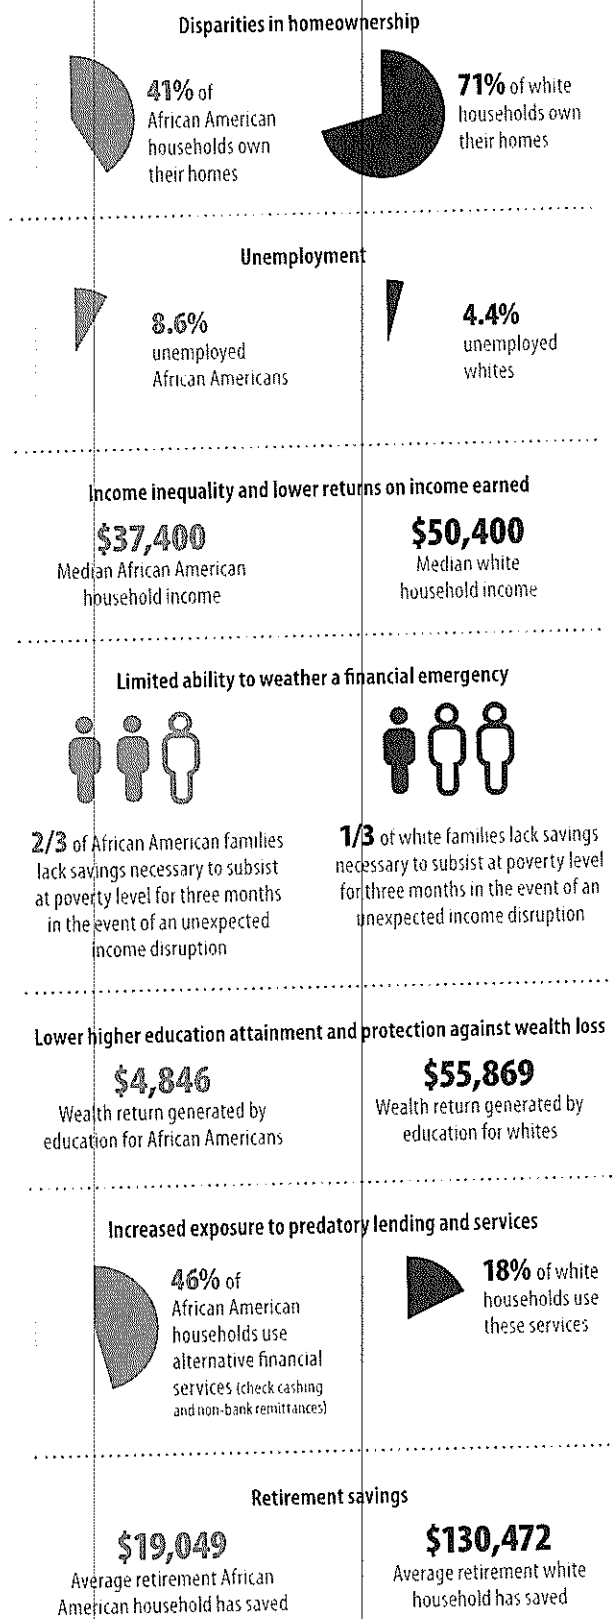 Disparities in homeownership
41% of
African American
households own
their homes
71% of white
households own
their homes
Unemployment
8.6%
unemployed
African Americans
4.4%
unemployed
whites
Income inequality and lower returns on income earned
$37,400
Median African American
household income
$50,400
Median white
household income
Limited ability to weather a financial emergency
2/3 of African American families
lack savings necessary to subsist
at poverty level for three months
in the event of an unexpected
income disruption
1/3 of white families lack savings
necessary to subsist at poverty level
for three months in the event of an
unexpected income disruption
Lower higher education attainment and protection against wealth loss
$4,846
Wealth return generated by
education for African Americans
$55,869
Wealth return generated by
education for whites
Increased exposure to predatory lending and services
46% of
African American
households use
alternative financial
services (check cashing
and non-bank remittances)
18% of white
households use
these services
Retirement savings
$19,049
Average retirement African
American household has saved
$130,472
Average retirement white
household has saved